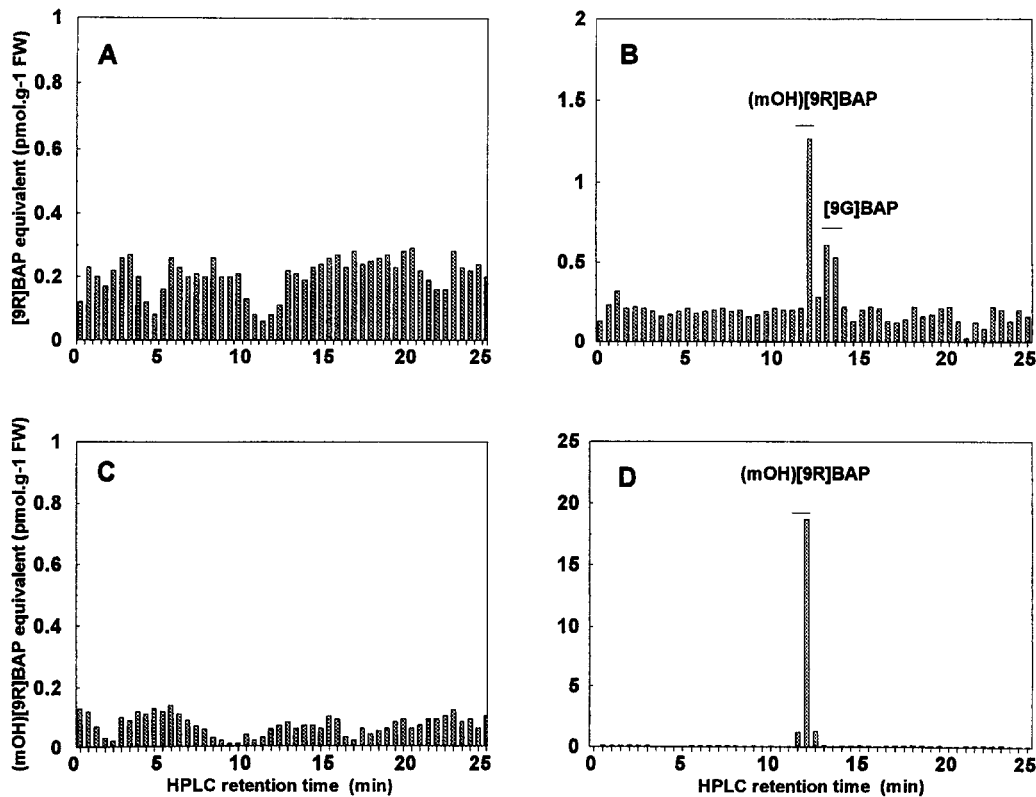 [9R]BAP equivalent (pmol.g-1 FW)
1
0.8
0.6
0.4
0.2
0
A
0 5 10 15 20 25
2
1.5
1
0.5
0
B
(mOH)[9R]BAP
[9G]BAP
0 5 10 15 20 25
(mOH)[9R]BAP equivalent (pmol.g-1 FW)
1
0.8
0.6
0.4
0.2
0
C
0 5 10 15 20 25
HPLC retention time (min)
25
20
15
10
5
0
D
(mOH)[9R]BAP
0 5 10 15 20 25
HPLC retention time (min)